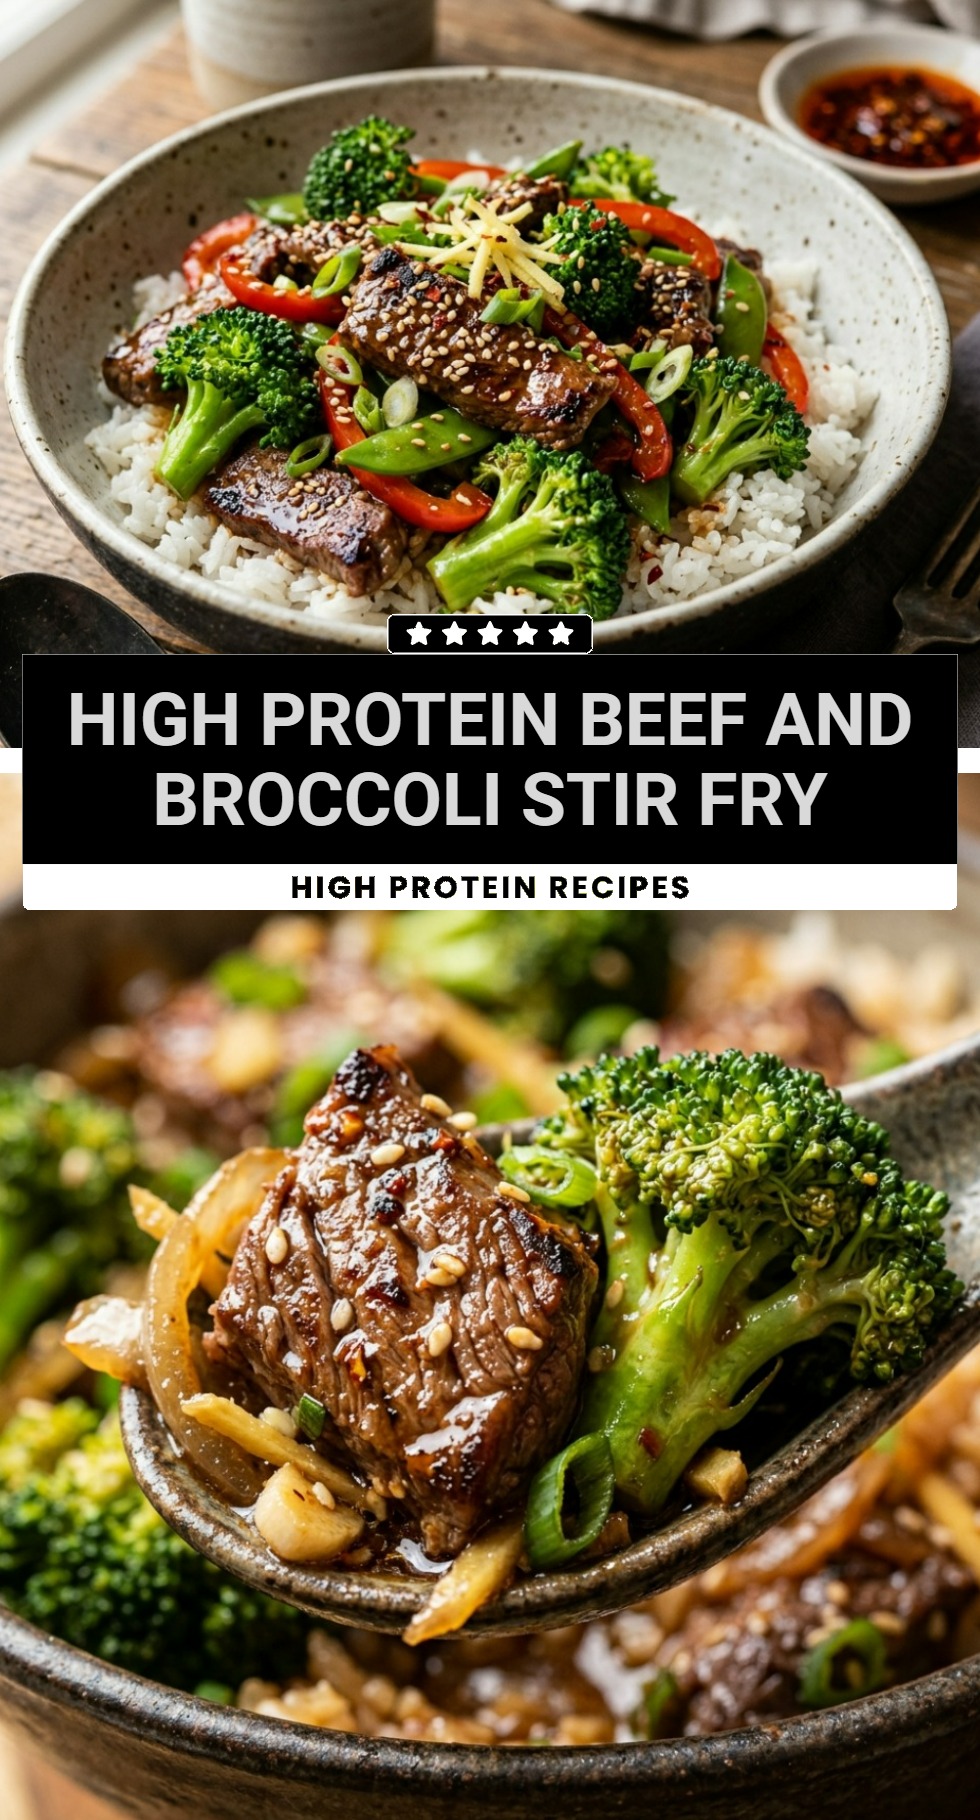 HIGH PROTEIN BEEF AND
BROCCOLI STIR FRY
HIGH PROTEIN RECIPES